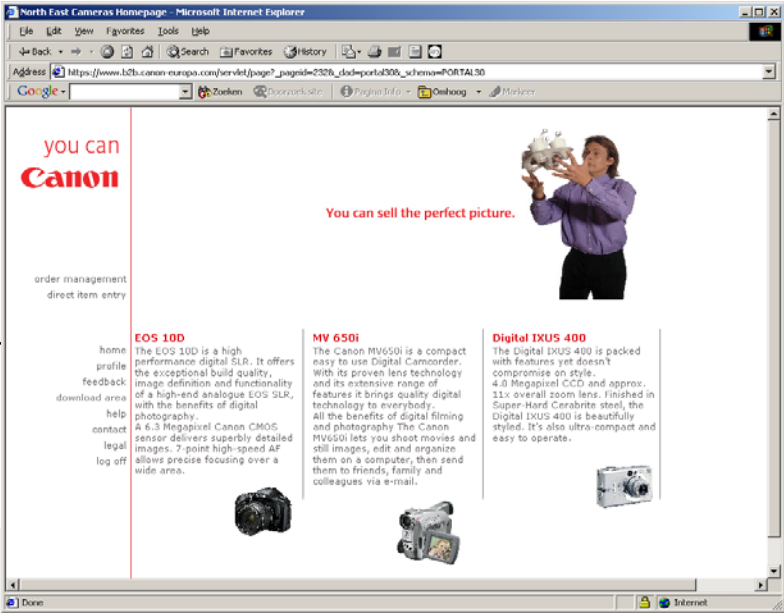 North East Cameras Homepage - Microsoft Internet Explorer
File Edit View Favorites Tools Help
Back Search Favorites History
Address https://www.b2b.canon-europa.com/servlet/page?_pageid=232&_dad=portal30&_schema=PORTAL30
Google Zoeken Doorzoek site Pagina Info Omhoog Markeer
you can
Canon
You can sell the perfect picture.
order management
direct item entry
home
profile
feedback
download area
help
contact
legal
log off
EOS 10D
The EOS 10D is a high
performance digital SLR. It offers
the exceptional build quality,
image definition and functionality
of a high-end analogue EOS SLR,
with the benefits of digital
photography.
A 6.3 Megapixel Canon CMOS
sensor delivers superbly detailed
images. 7-point high-speed AF
allows precise focusing over a
wide area.
MV 650i
The Canon MV650i is a compact
easy to use Digital Camcorder.
With its proven lens technology
and its extensive range of
features it brings quality digital
technology to everybody.
All the benefits of digital filming
and photography The Canon
MV650i lets you shoot movies and
still images, edit and organize
them on a computer, then send
them to friends, family and
colleagues via e-mail.
Digital IXUS 400
The Digital IXUS 400 is packed
with features yet doesn't
compromise on style.
4.0 Megapixel CCD and approx.
11x overall zoom lens. Finished in
Super-Hard Cerabrite steel, the
Digital IXUS 400 is beautifully
styled. It's also ultra-compact and
easy to operate.
Done
Internet